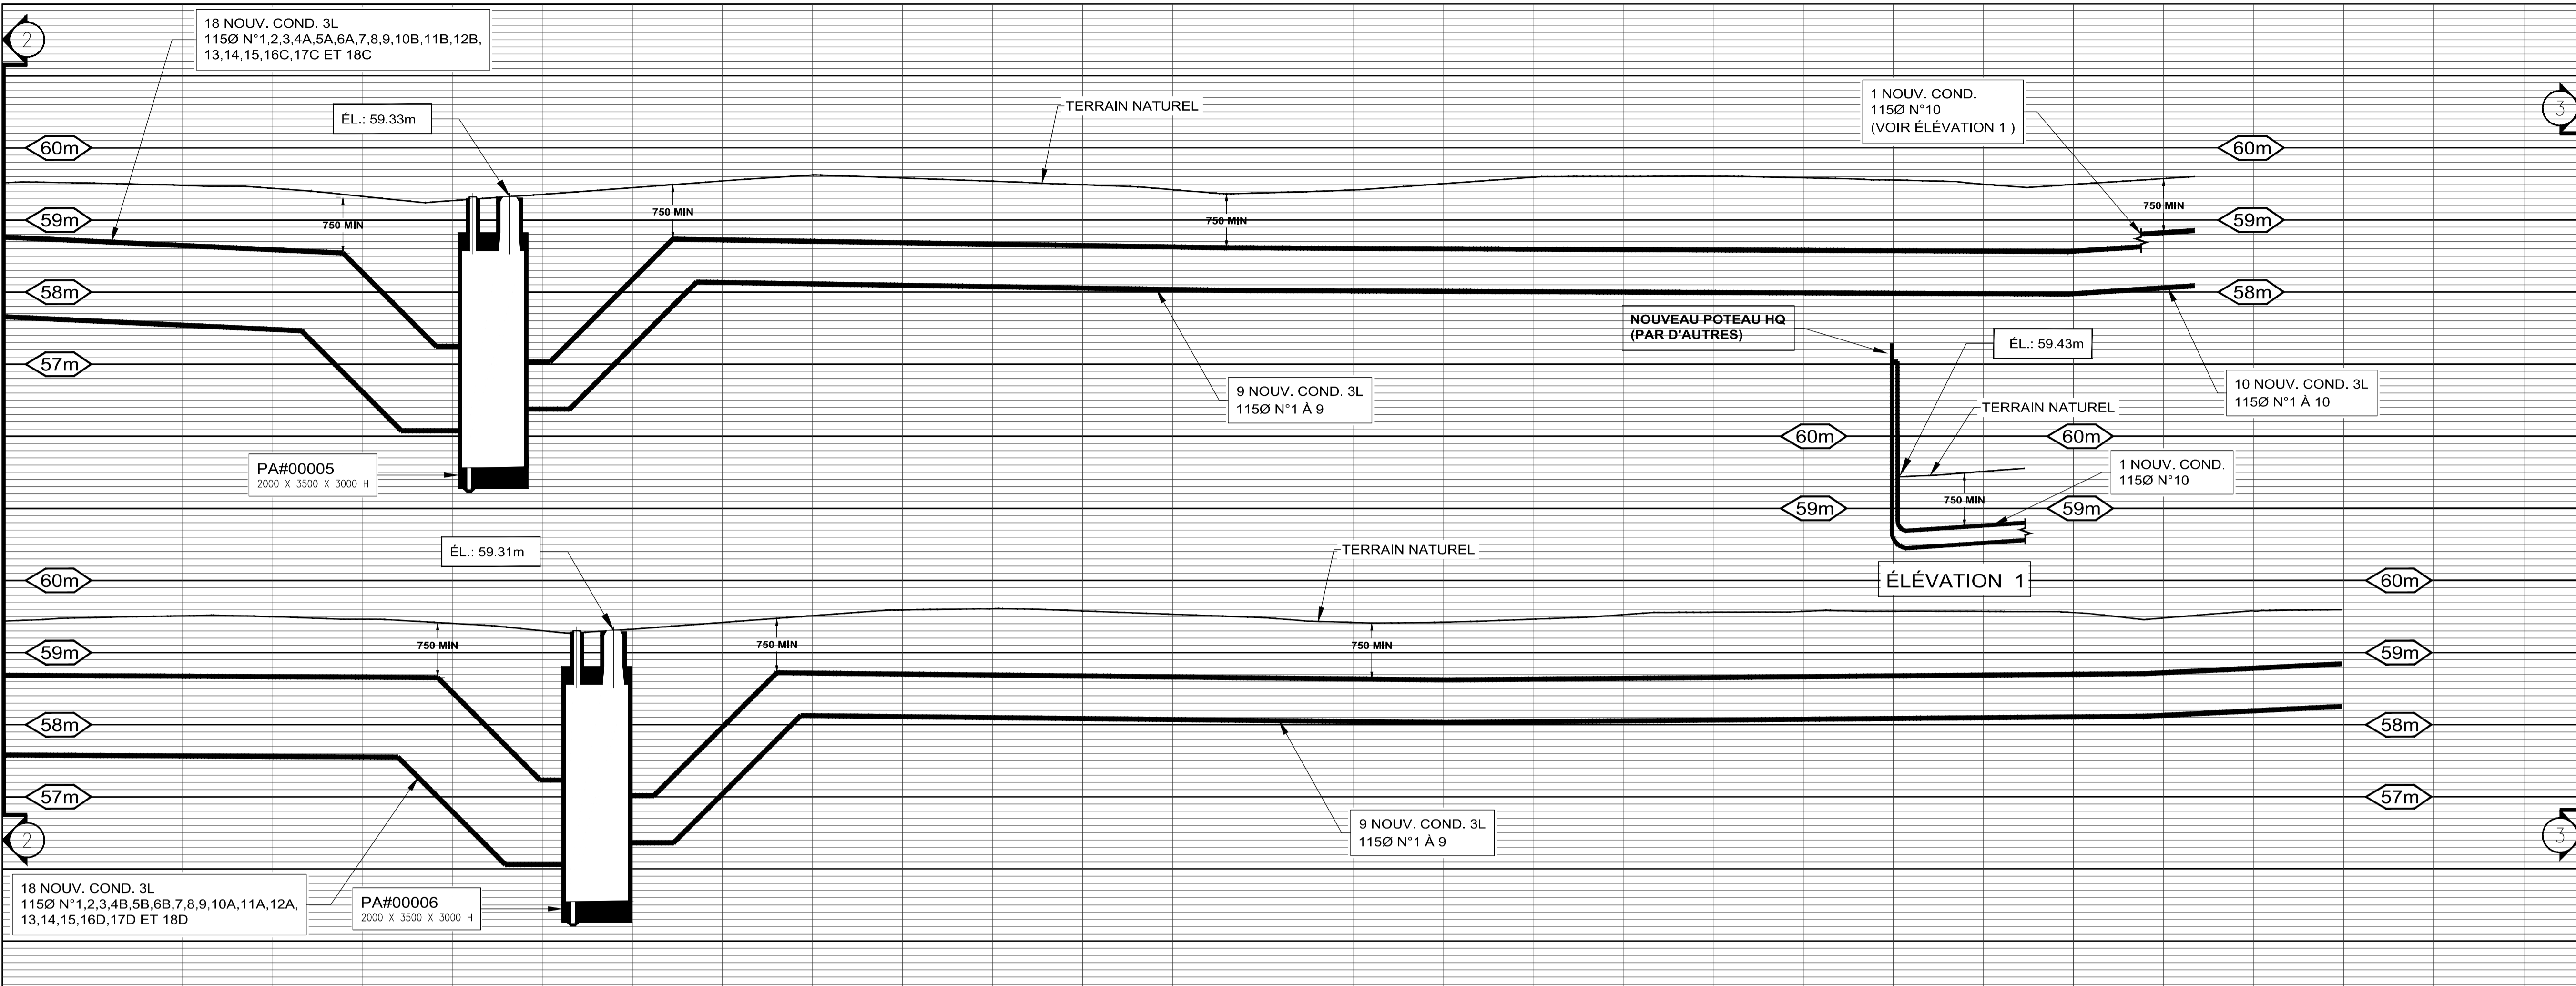 2
18 NOUV. COND. 3L
115Ø N°1,2,3,4A,5A,6A,7,8,9,10B,11B,12B,
13,14,15,16C,17C ET 18C
ÉL.: 59.33m
TERRAIN NATUREL
1 NOUV. COND.
115Ø N°10
(VOIR ÉLÉVATION 1 )
3
60m
60m
750 MIN
750 MIN
750 MIN
750 MIN
59m
59m
58m
58m
57m
NOUVEAU POTEAU HQ
(PAR D'AUTRES)
ÉL.: 59.43m
9 NOUV. COND. 3L
115Ø N°1 À 9
10 NOUV. COND. 3L
115Ø N°1 À 10
TERRAIN NATUREL
60m
60m
PA#00005
2000 X 3500 X 3000 H
1 NOUV. COND.
115Ø N°10
750 MIN
59m
59m
ÉLÉVATION 1
ÉL.: 59.31m
TERRAIN NATUREL
60m
60m
750 MIN
750 MIN
750 MIN
59m
59m
58m
58m
57m
57m
2
9 NOUV. COND. 3L
115Ø N°1 À 9
3
18 NOUV. COND. 3L
115Ø N°1,2,3,4B,5B,6B,7,8,9,10A,11A,12A,
13,14,15,16D,17D ET 18D
PA#00006
2000 X 3500 X 3000 H